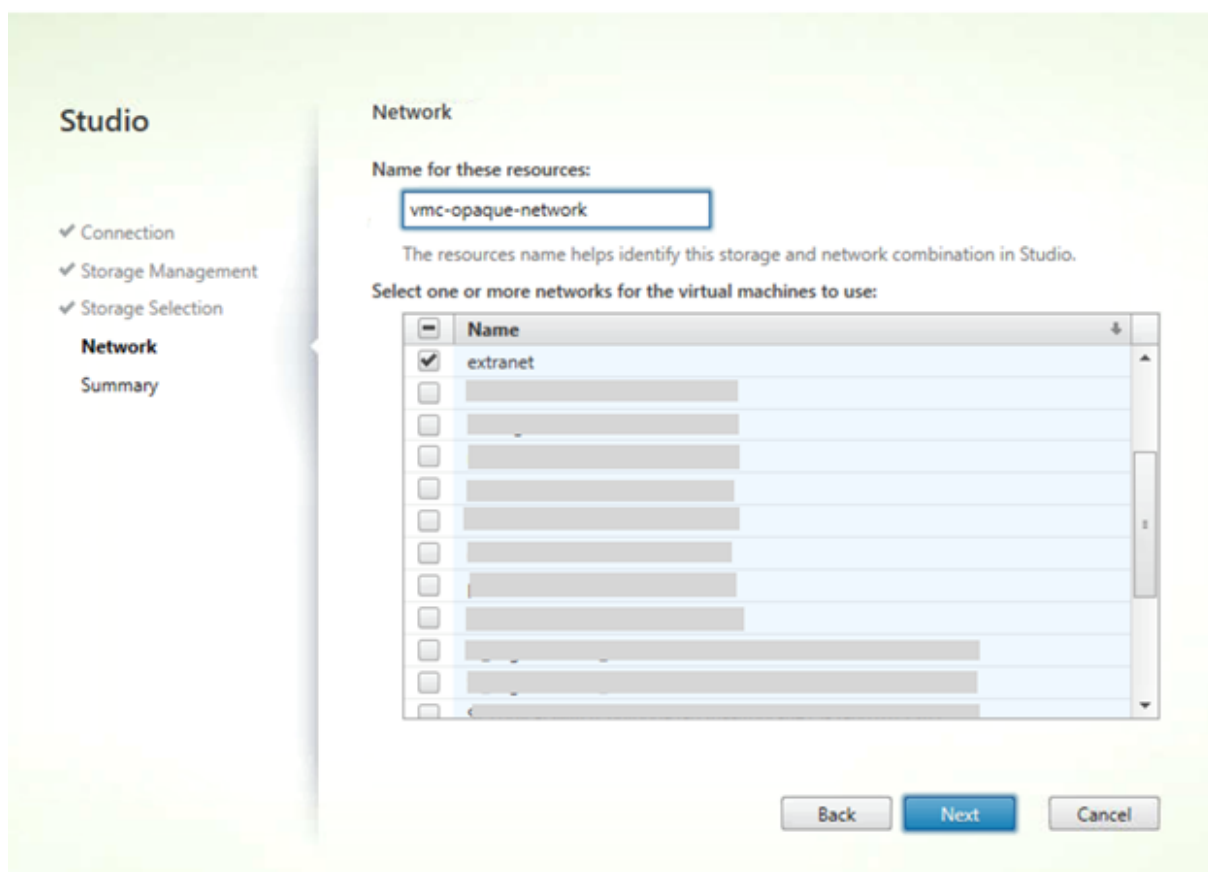 Studio
Connection
Storage Management
Storage Selection
Network
Summary
Network
Name for these resources:
vmc-opaque-network
The resources name helps identify this storage and network combination in Studio.
Select one or more networks for the virtual machines to use:
Name
extranet
Back
Next
Cancel